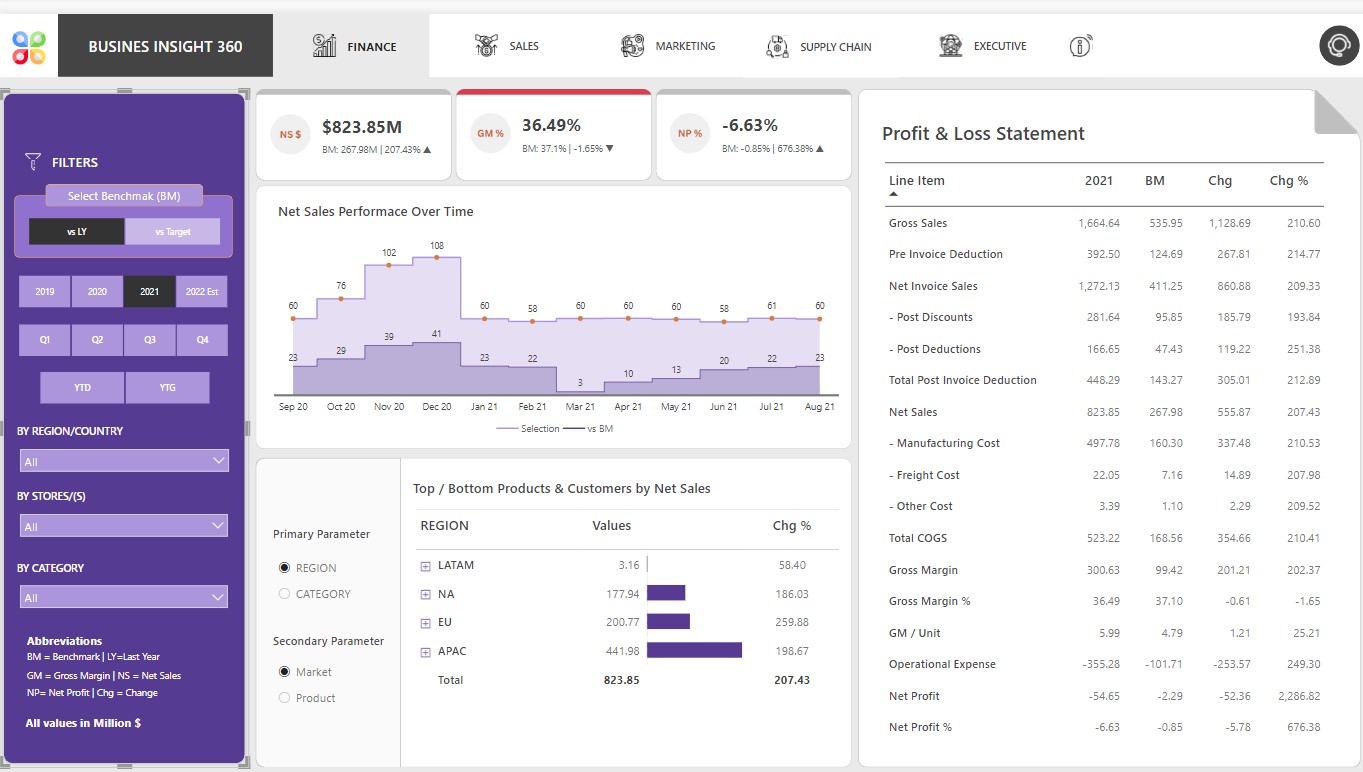 BUSINES INSIGHT 360
FINANCE
SALES
MARKETING
SUPPLY CHAIN
EXECUTIVE
FILTERS
Select Benchmak (BM)
vs LY
vs Target
2019
2020
2021
2022 Est
Q1
Q2
Q3
Q4
YTD
YTG
BY REGION/COUNTRY
All
BY STORES/(S)
All
BY CATEGORY
All
Abbreviations
BM = Benchmark | LY=Last Year
GM = Gross Margin | NS = Net Sales
NP= Net Profit | Chg = Change
All values in Million $
NS $
$823.85M
BM: 267.98M | 207.43% ▲
GM %
36.49%
BM: 37.1% | -1.65% ▼
NP %
-6.63%
BM: -0.85% | 676.38% ▲
Net Sales Performace Over Time
60 76 102 108 60 58 60 60 60 58 61 60
23 29 39 41 23 22 3 10 13 20 22 23
Sep 20 Oct 20 Nov 20 Dec 20 Jan 21 Feb 21 Mar 21 Apr 21 May 21 Jun 21 Jul 21 Aug 21
Selection vs BM
Primary Parameter
REGION
CATEGORY
Secondary Parameter
Market
Product
Top / Bottom Products & Customers by Net Sales
REGION Values Chg %
LATAM 3.16 58.40
NA 177.94 186.03
EU 200.77 259.88
APAC 441.98 198.67
Total 823.85 207.43
Profit & Loss Statement
Line Item 2021 BM Chg Chg %
Gross Sales 1,664.64 535.95 1,128.69 210.60
Pre Invoice Deduction 392.50 124.69 267.81 214.77
Net Invoice Sales 1,272.13 411.25 860.88 209.33
- Post Discounts 281.64 95.85 185.79 193.84
- Post Deductions 166.65 47.43 119.22 251.38
Total Post Invoice Deduction 448.29 143.27 305.01 212.89
Net Sales 823.85 267.98 555.87 207.43
- Manufacturing Cost 497.78 160.30 337.48 210.53
- Freight Cost 22.05 7.16 14.89 207.98
- Other Cost 3.39 1.10 2.29 209.52
Total COGS 523.22 168.56 354.66 210.41
Gross Margin 300.63 99.42 201.21 202.37
Gross Margin % 36.49 37.10 -0.61 -1.65
GM / Unit 5.99 4.79 1.21 25.21
Operational Expense -355.28 -101.71 -253.57 249.30
Net Profit -54.65 -2.29 -52.36 2,286.82
Net Profit % -6.63 -0.85 -5.78 676.38